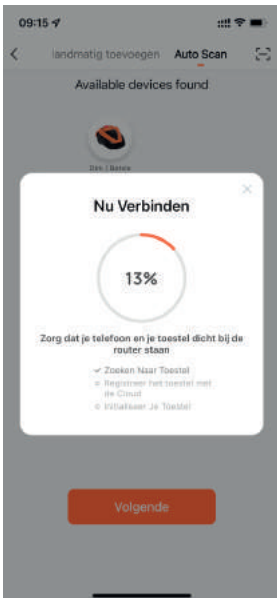 09:15
landmatig toevoegen Auto Scan
Available devices found
Nu Verbinden
13%
Zorg dat je telefoon en je toestel dicht bij de
router staan
Zoeken Naar Toestel
Registreer het toestel met
de Cloud
Initialiseer Je Toestel
Volgende